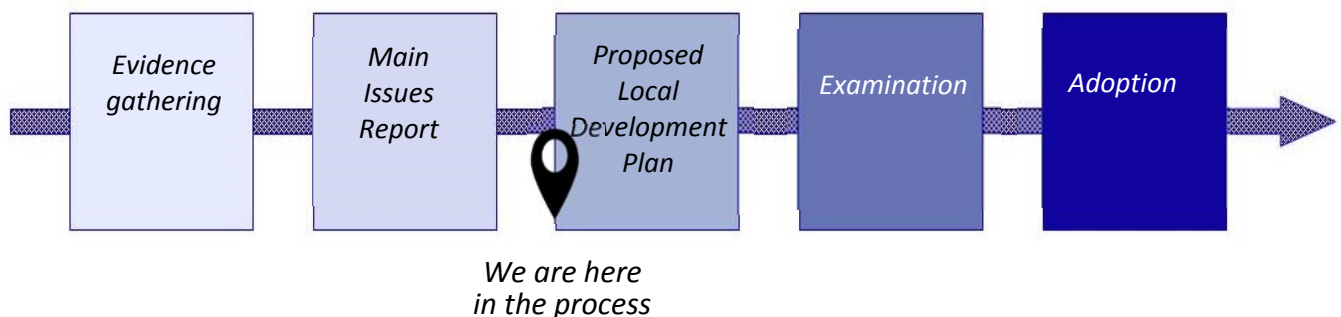 Evidence
gathering
Main
Issues
Report
Proposed
Local
Development
Plan
Examination
Adoption
We are here
in the process